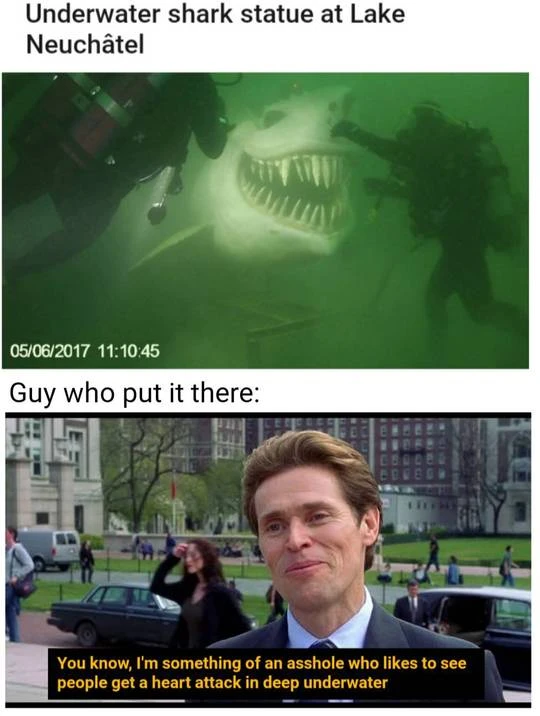 Underwater shark statue at Lake
Neuchâtel
05/06/2017 11:10:45
Guy who put it there:
You know, I'm something of an asshole who likes to see
people get a heart attack in deep underwater